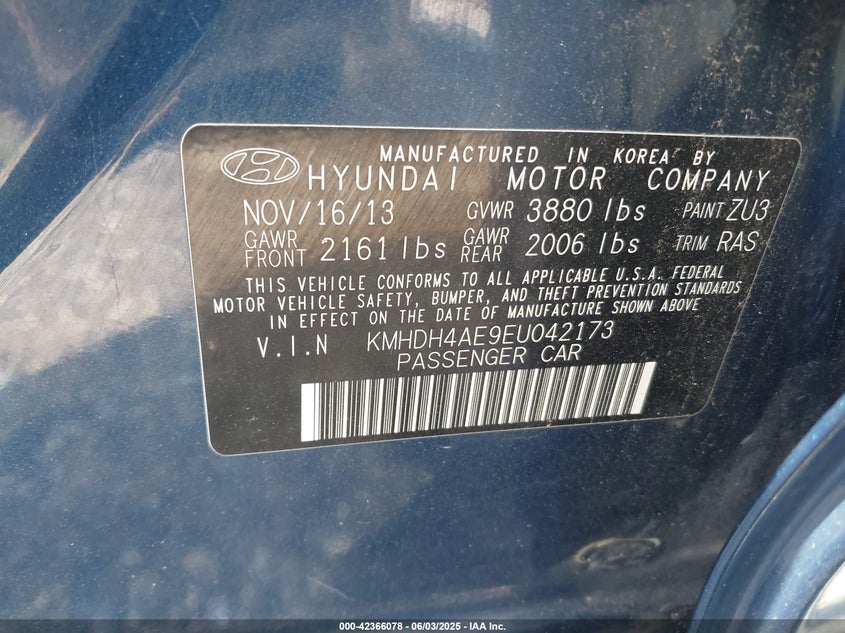 MANUFACTURED IN KOREA BY
HYUNDAI MOTOR COMPANY
NOV/16/13 GVWR 3880 lbs PAINT ZU3
GAWR FRONT 2161 lbs GAWR REAR 2006 lbs TRIM RAS
THIS VEHICLE CONFORMS TO ALL APPLICABLE U.S.A. FEDERAL
MOTOR VEHICLE SAFETY, BUMPER, AND THEFT PREVENTION STANDARDS
IN EFFECT ON THE DATE OF MANUFACTURE SHOWN ABOVE
V.I.N KMHDH4AE9EU042173
PASSENGER CAR
000-42366078 - 06/03/2025 - IAA Inc.